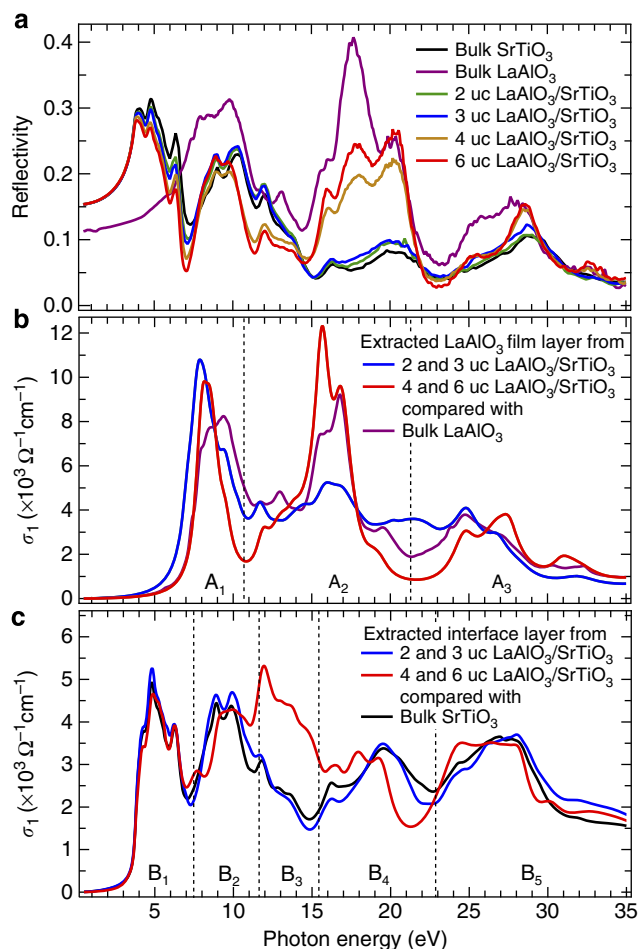 a
0.4
0.3
0.2
0.1
0.0
Reflectivity
Bulk SrTiO3
Bulk LaAlO3
2 uc LaAlO3/SrTiO3
3 uc LaAlO3/SrTiO3
4 uc LaAlO3/SrTiO3
6 uc LaAlO3/SrTiO3
b
12
10
8
6
4
2
0
σ1 (×10³ Ω⁻¹cm⁻¹)
Extracted LaAlO3 film layer from
2 and 3 uc LaAlO3/SrTiO3
4 and 6 uc LaAlO3/SrTiO3
compared with
Bulk LaAlO3
A1 A2 A3
c
6
5
4
3
2
1
0
σ1 (×10³ Ω⁻¹cm⁻¹)
Extracted interface layer from
2 and 3 uc LaAlO3/SrTiO3
4 and 6 uc LaAlO3/SrTiO3
compared with
Bulk SrTiO3
B1 B2 B3 B4 B5
5 10 15 20 25 30 35
Photon energy (eV)